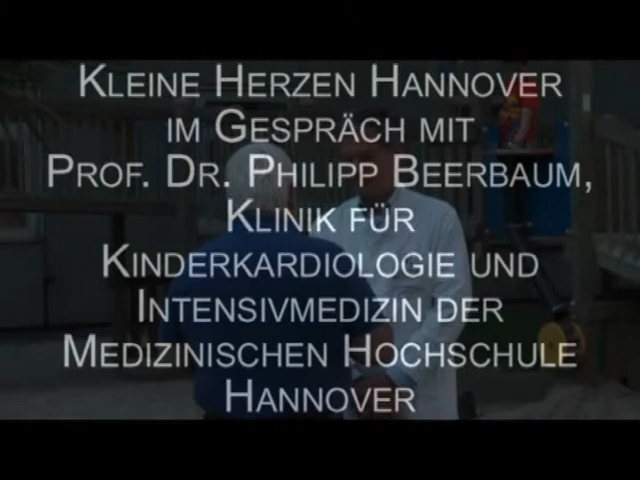 KLEINE HERZEN HANNOVER
IM GESPRÄCH MIT
PROF. DR. PHILIPP BEERBAUM,
KLINIK FÜR
KINDERKARDIOLOGIE UND
INTENSIVMEDIZIN DER
MEDIZINISCHEN HOCHSCHULE
HANNOVER